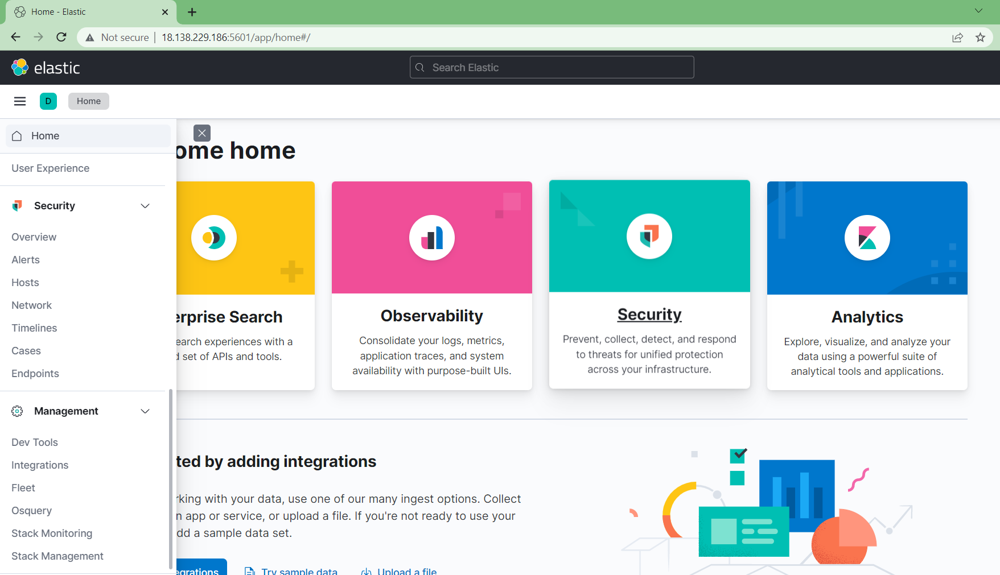 Home - Elastic
Not secure
18.138.229.186:5601/app/home#/
elastic
Search Elastic
D
Home
Home
User Experience
Security
Overview
Alerts
Hosts
Network
Timelines
Cases
Endpoints
Management
Dev Tools
Integrations
Fleet
Osquery
Stack Monitoring
Stack Management
ome home
erprise Search
earch experiences with a
d set of APIs and tools.
Observability
Consolidate your logs, metrics,
application traces, and system
availability with purpose-built UIs.
Security
Prevent, collect, detect, and respond
to threats for unified protection
across your infrastructure.
Analytics
Explore, visualize, and analyze your
data using a powerful suite of
analytical tools and applications.
ted by adding integrations
rking with your data, use one of our many ingest options. Collect
n app or service, or upload a file. If you're not ready to use your
dd a sample data set.
egrations
Try sample data
Upload a file